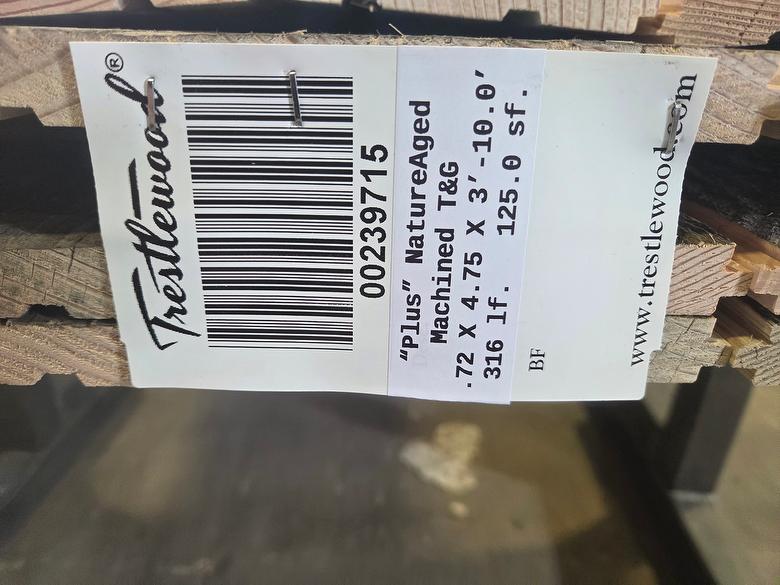 Trestlewood®
00239715
"Plus" NatureAged
Machined T&G
.72 X 4.75 X 3'-10.0'
316 lf. 125.0 sf.
BF
www.trestlewood.com